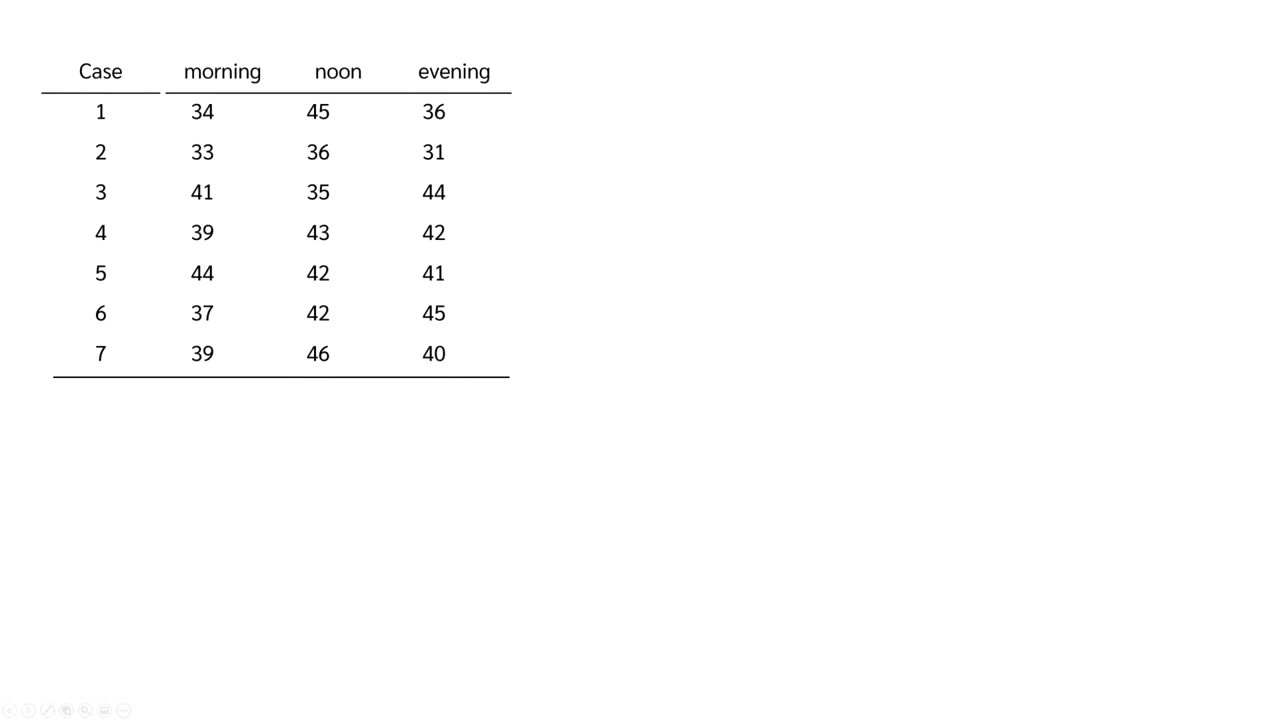 Case morning noon evening
1 34 45 36
2 33 36 31
3 41 35 44
4 39 43 42
5 44 42 41
6 37 42 45
7 39 46 40